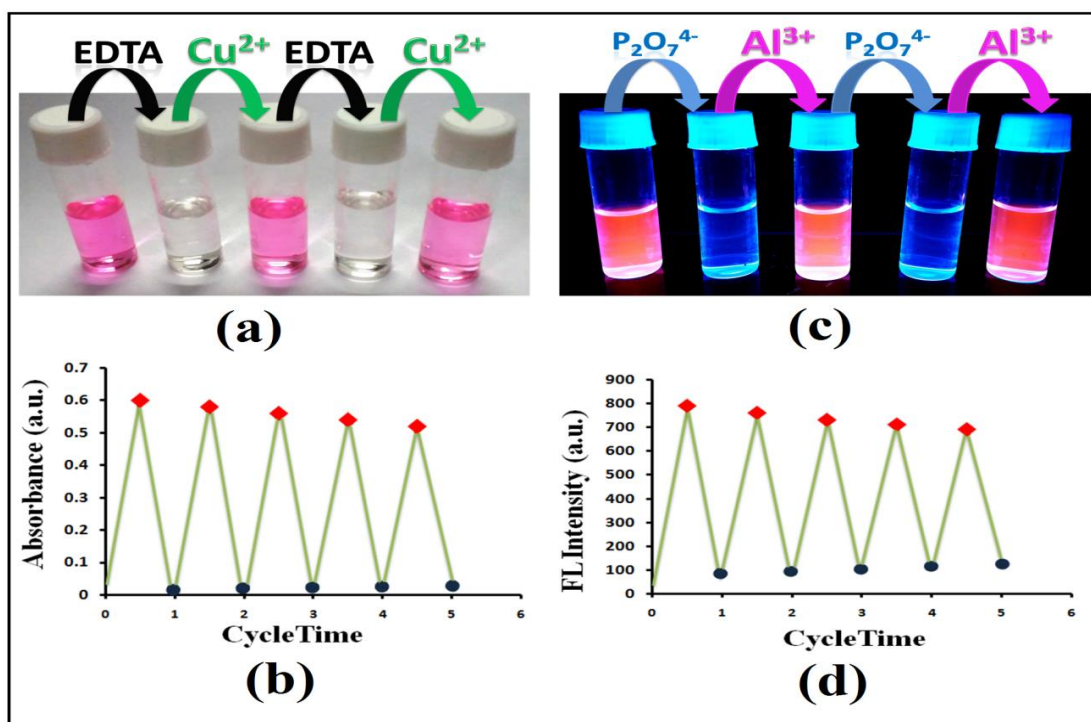 EDTA Cu²⁺ EDTA Cu²⁺
(a)
P₂O₇⁴⁻ Al³⁺ P₂O₇⁴⁻ Al³⁺
(c)
Absorbance (a.u.)
0.7
0.6
0.5
0.4
0.3
0.2
0.1
0
0 1 2 3 4 5 6
CycleTime
(b)
FL Intensity (a.u.)
900
800
700
600
500
400
300
200
100
0
0 1 2 3 4 5 6
CycleTime
(d)